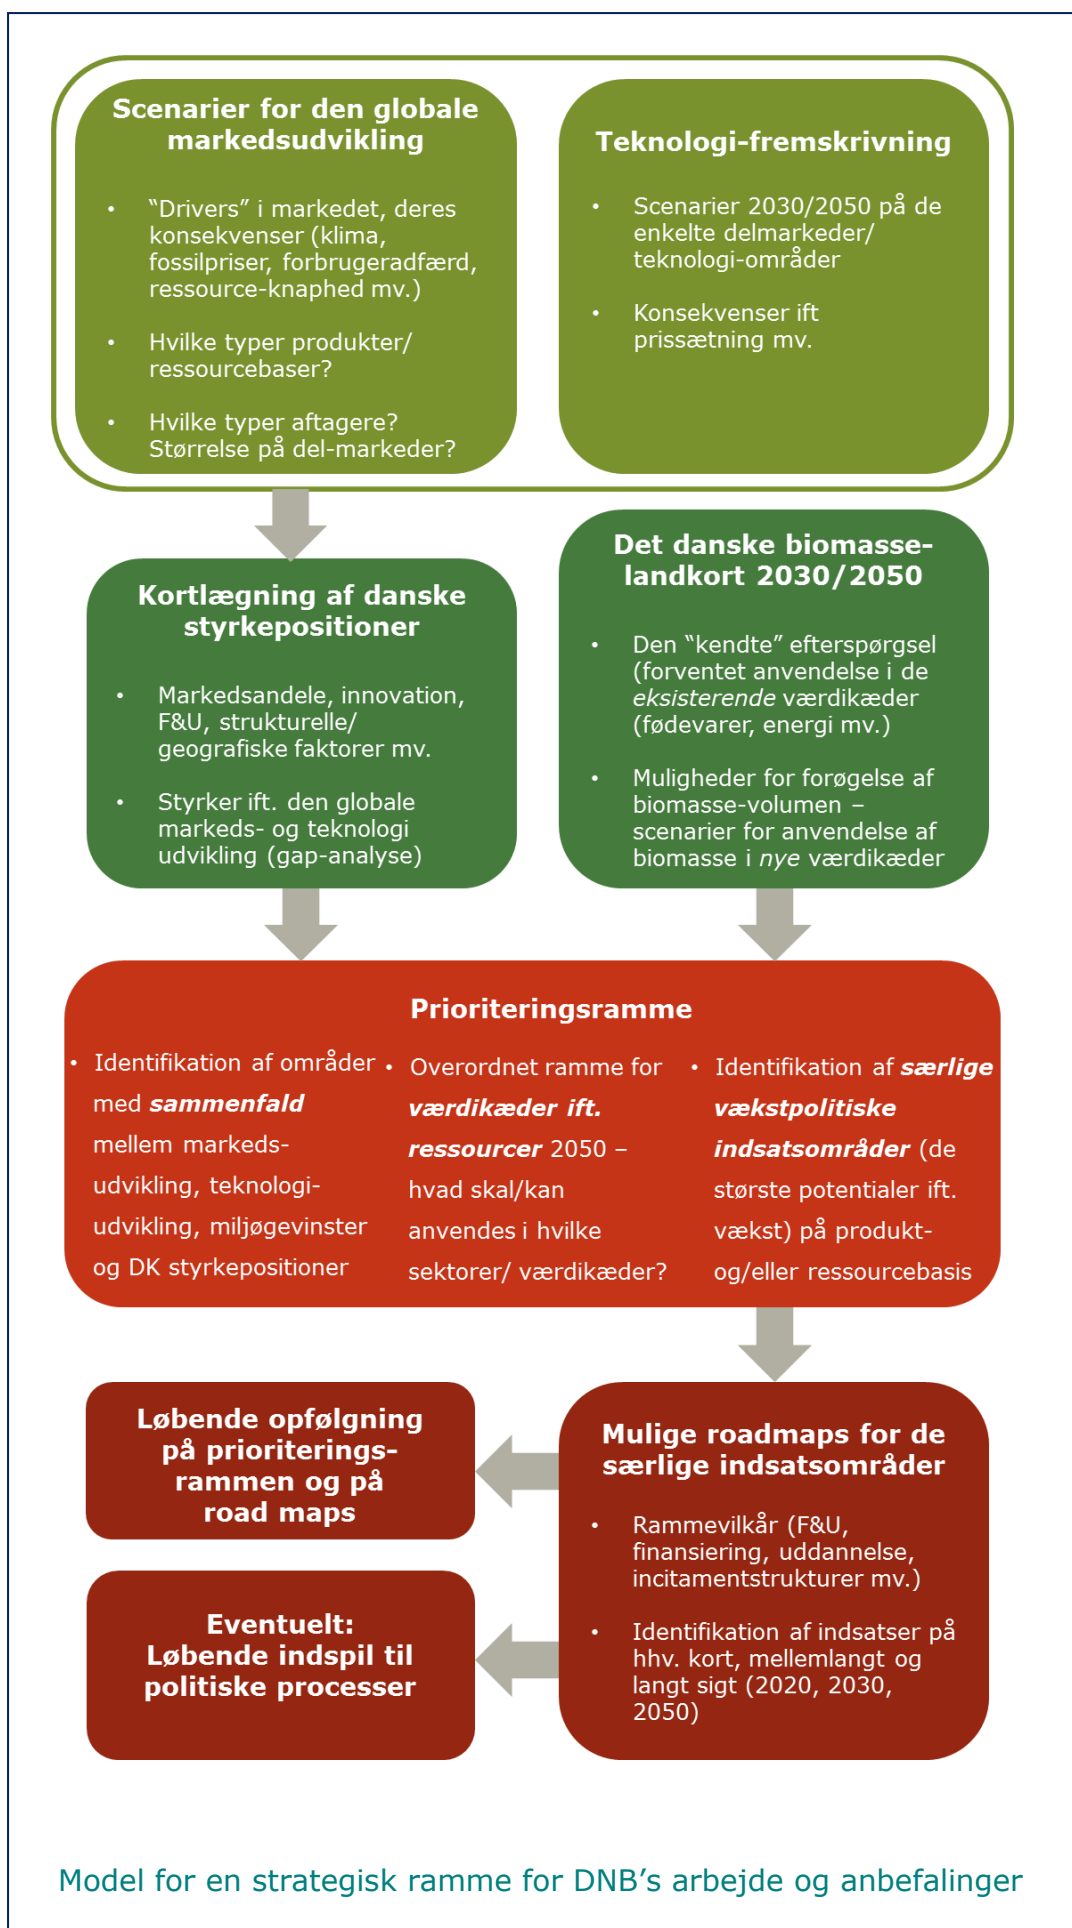 Scenarier for den globale
markedsudvikling
• “Drivers” i markedet, deres
konsekvenser (klima,
fossilpriser, forbrugeradfærd,
ressource-knaphed mv.)
• Hvilke typer produkter/
ressourcebaser?
• Hvilke typer aftagere?
Størrelse på del-markeder?
Teknologi-fremskrivning
• Scenarier 2030/2050 på de
enkelte delmarkeder/
teknologi-områder
• Konsekvenser ift
prissætning mv.
Kortlægning af danske
styrkepositioner
• Markedsandele, innovation,
F&U, strukturelle/
geografiske faktorer mv.
• Styrker ift. den globale
markeds- og teknologi
udvikling (gap-analyse)
Det danske biomasse-
landkort 2030/2050
• Den “kendte” efterspørgsel
(forventet anvendelse i de
eksisterende værdikæder
(fødevarer, energi mv.)
• Muligheder for forøgelse af
biomasse-volumen –
scenarier for anvendelse af
biomasse i nye værdikæder
Prioriteringsramme
• Identifikation af områder
med sammenfald
mellem markeds-
udvikling, teknologi-
udvikling, miljøgevinster
og DK styrkepositioner
• Overordnet ramme for
værdikæder ift.
ressourcer 2050 –
hvad skal/kan
anvendes i hvilke
sektorer/ værdikæder?
• Identifikation af særlige
vækstpolitiske
indsatsområder (de
største potentialer ift.
vækst) på produkt-
og/eller ressourcebasis
Løbende opfølgning
på prioriterings-
rammen og på
road maps
Eventuelt:
Løbende indspil til
politiske processer
Mulige roadmaps for de
særlige indsatsområder
• Rammevilkår (F&U,
finansiering, uddannelse,
incitamentstrukturer mv.)
• Identifikation af indsatser på
hhv. kort, mellemlangt og
langt sigt (2020, 2030,
2050)
Model for en strategisk ramme for DNB’s arbejde og anbefalinger